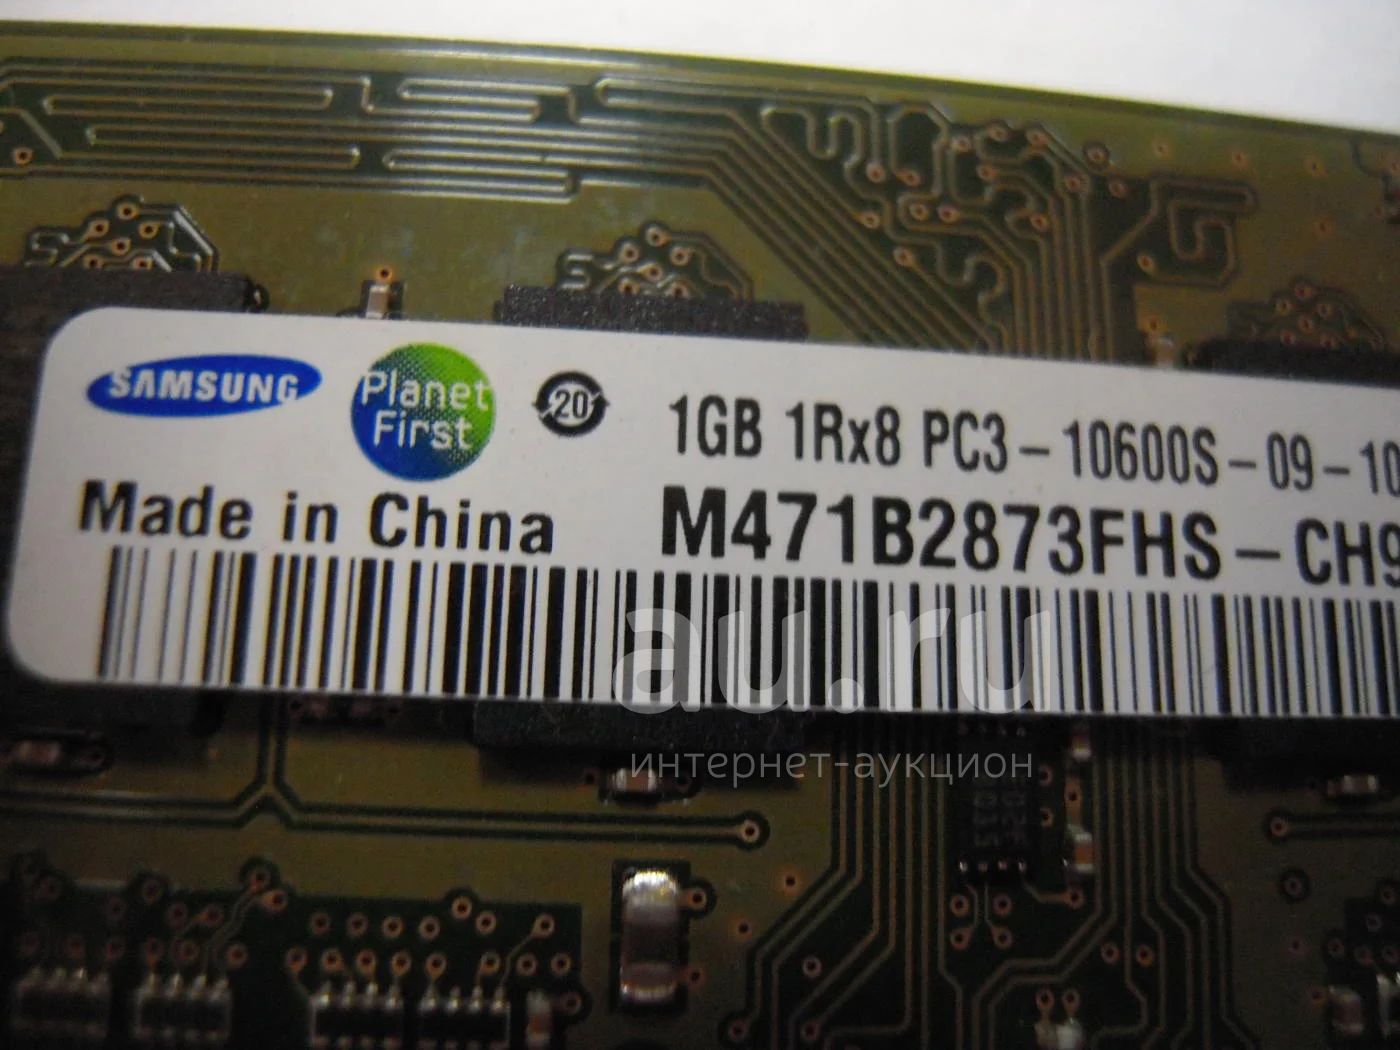 SAMSUNG
Planet
First
20
1GB 1Rx8 PC3-10600S-09-10
Made in China
M471B2873FHS-CH9
au.ru
интернет-аукцион